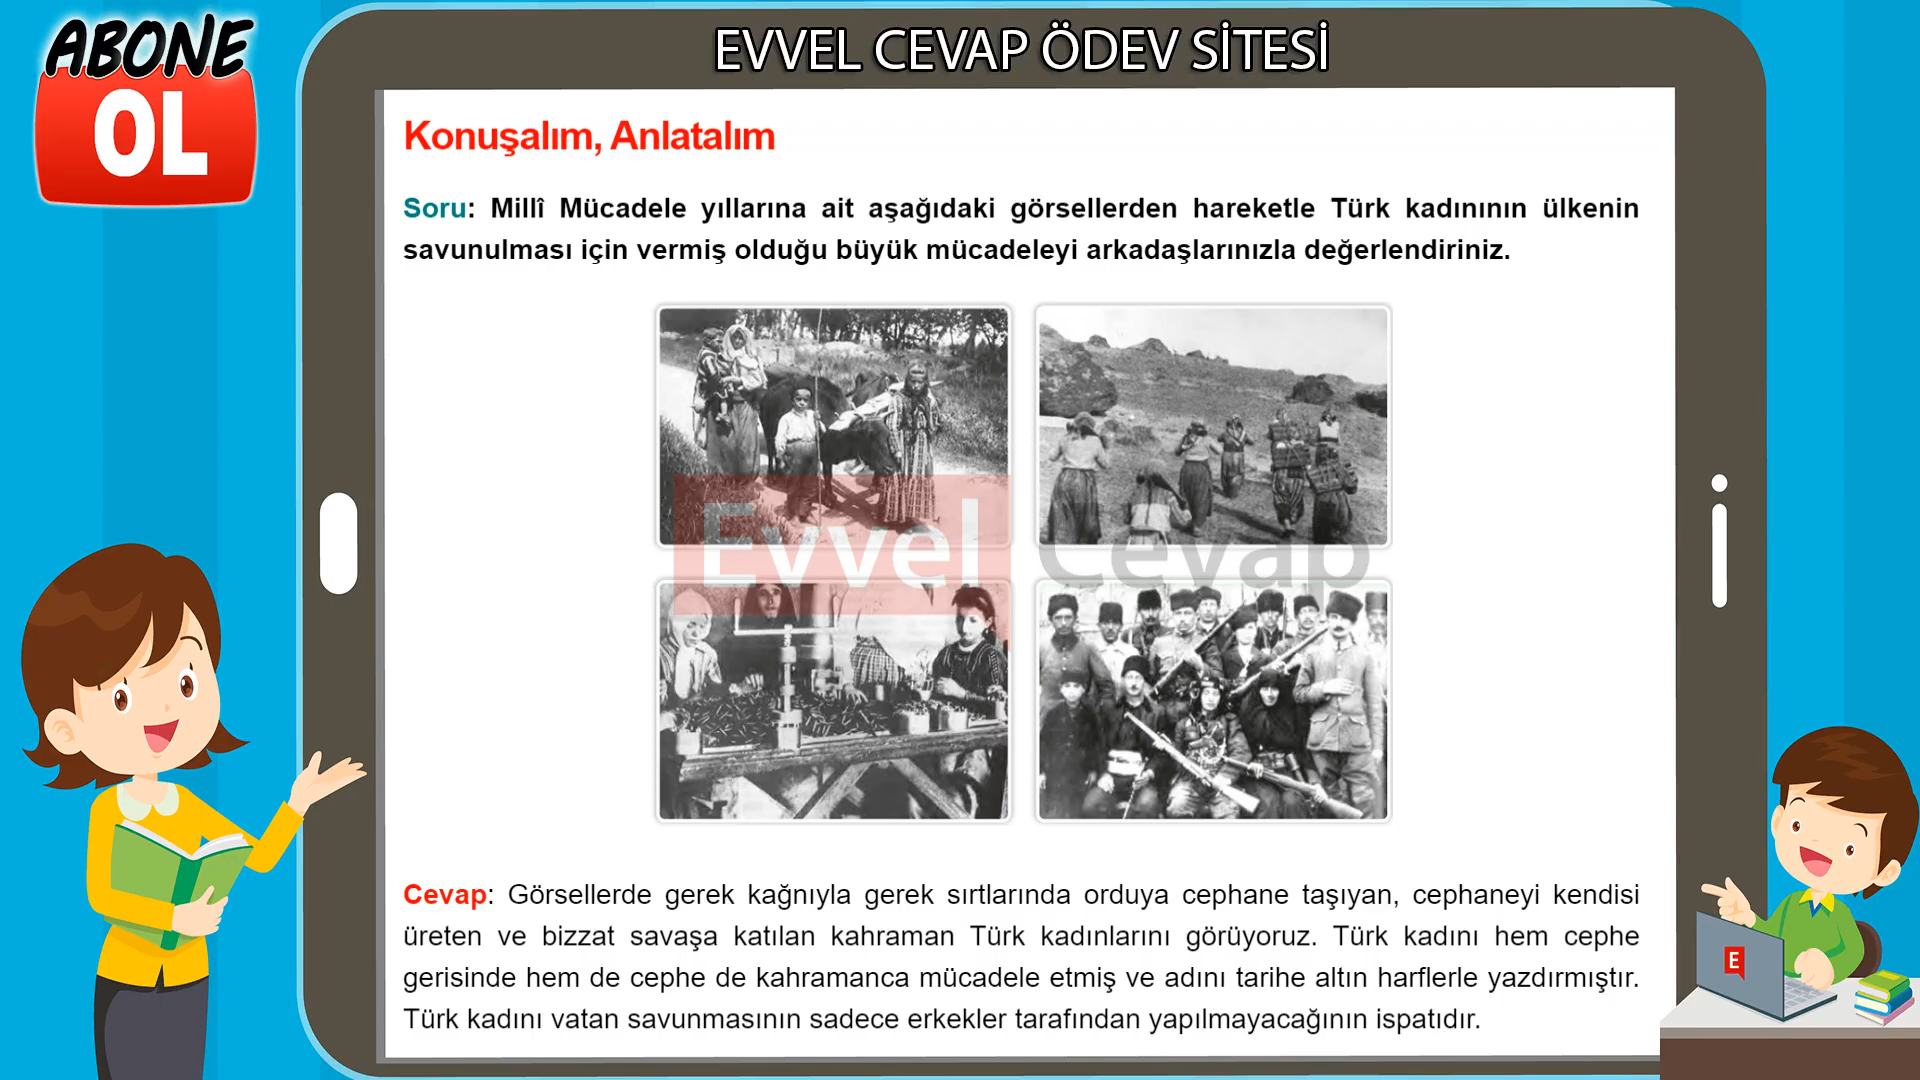 ABONE
OL
EVVEL CEVAP ÖDEV SİTESİ
Konuşalım, Anlatalım
Soru: Millî Mücadele yıllarına ait aşağıdaki görsellerden hareketle Türk kadınının ülkenin
savunulması için vermiş olduğu büyük mücadeleyi arkadaşlarınızla değerlendiriniz.
Evvel Cevap
Cevap: Görsellerde gerek kağnıyla gerek sırtlarında orduya cephane taşıyan, cephaneyi kendisi
üreten ve bizzat savaşa katılan kahraman Türk kadınlarını görüyoruz. Türk kadını hem cephe
gerisinde hem de cephe de kahramanca mücadele etmiş ve adını tarihe altın harflerle yazdırmıştır.
Türk kadını vatan savunmasının sadece erkekler tarafından yapılmayacağının ispatıdır.
E